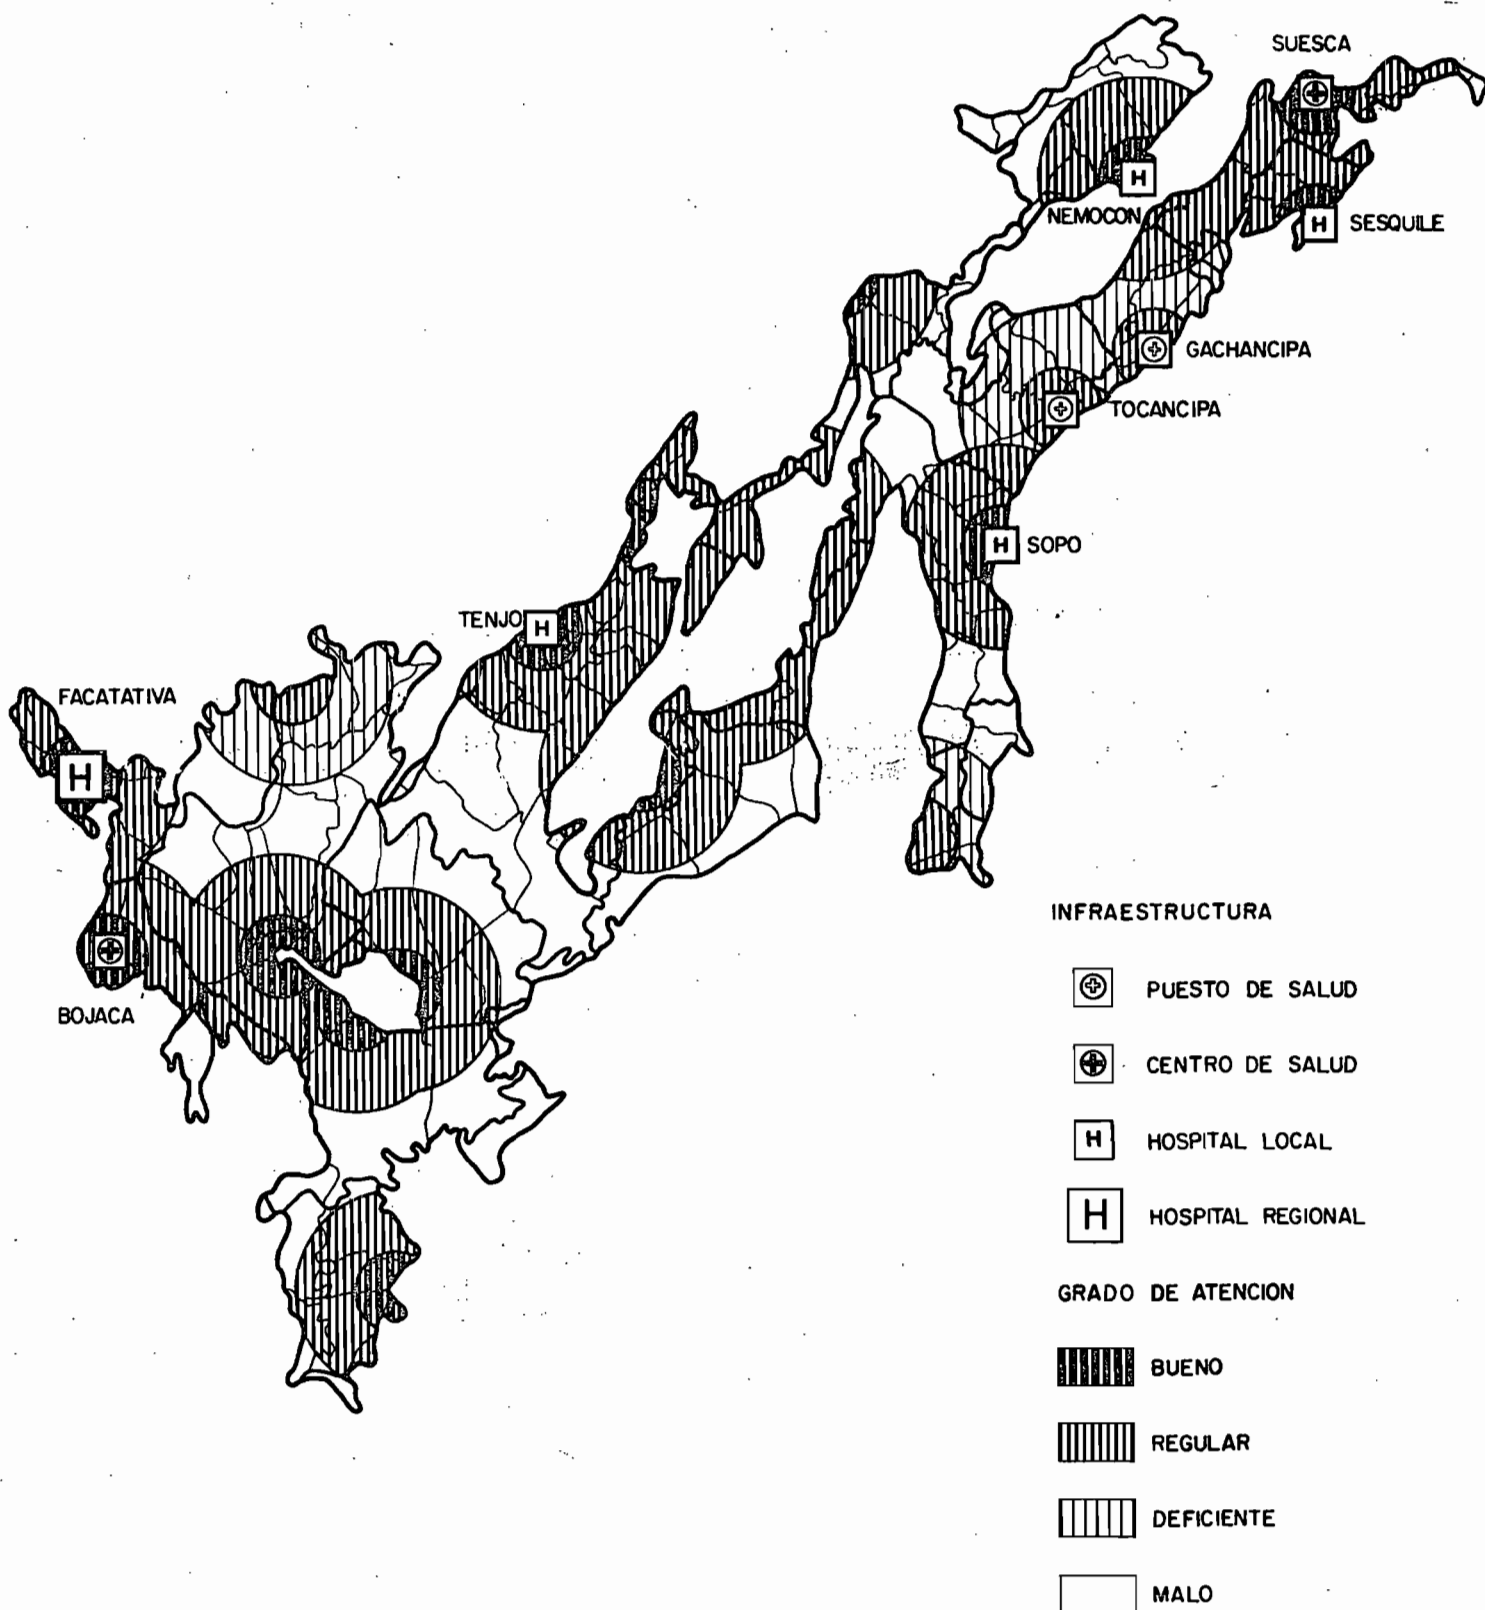 SUESCA
NEMOCON
SESQUILE
GACHANCIPA
TOCANCIPA
SOPO
TENJO
FACATATIVA
BOJACA
H
H
H
H
H
INFRAESTRUCTURA
PUESTO DE SALUD
CENTRO DE SALUD
H HOSPITAL LOCAL
H HOSPITAL REGIONAL
GRADO DE ATENCION
BUENO
REGULAR
DEFICIENTE
MALO